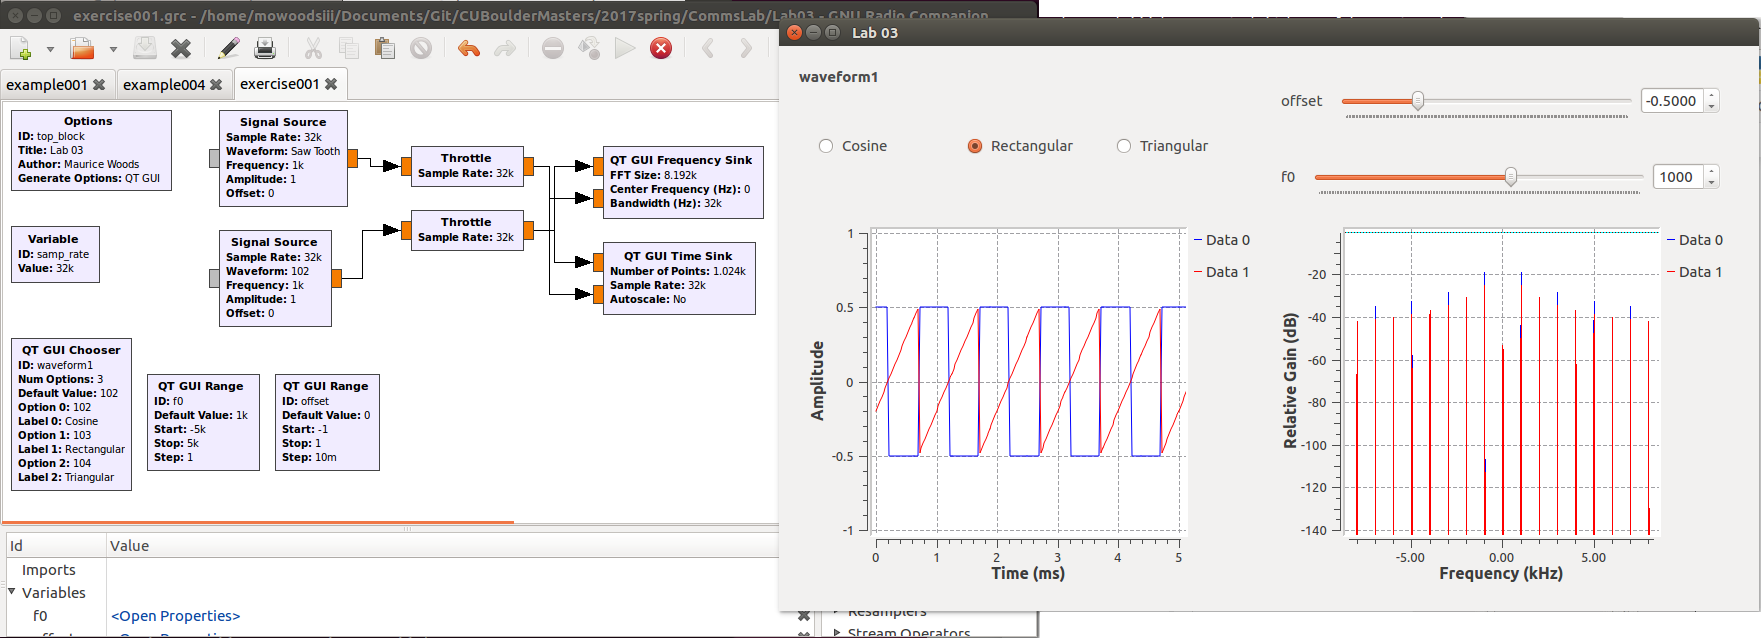 exercise001.grc - /home/mowoodsiii/Documents/Git/CUBoulderMasters/2017spring/CommsLab/Lab03 - GNU Radio Companion
example001
example004
exercise001
Options
ID: top_block
Title: Lab 03
Author: Maurice Woods
Generate Options: QT GUI
Variable
ID: samp_rate
Value: 32k
Signal Source
Sample Rate: 32k
Waveform: Saw Tooth
Frequency: 1k
Amplitude: 1
Offset: 0
Signal Source
Sample Rate: 32k
Waveform: 102
Frequency: 1k
Amplitude: 1
Offset: 0
Throttle
Sample Rate: 32k
Throttle
Sample Rate: 32k
QT GUI Frequency Sink
FFT Size: 8.192k
Center Frequency (Hz): 0
Bandwidth (Hz): 32k
QT GUI Time Sink
Number of Points: 1.024k
Sample Rate: 32k
Autoscale: No
QT GUI Chooser
ID: waveform1
Num Options: 3
Default Value: 102
Option 0: 102
Label 0: Cosine
Option 1: 103
Label 1: Rectangular
Option 2: 104
Label 2: Triangular
QT GUI Range
ID: f0
Default Value: 1k
Start: -5k
Stop: 5k
Step: 1
QT GUI Range
ID: offset
Default Value: 0
Start: -1
Stop: 1
Step: 10m
Id Value
Imports
Variables
f0 <Open Properties>
Resamplers
Stream Operators
Lab 03
waveform1
Cosine Rectangular Triangular
offset -0.5000
f0 1000
1
0.5
0
-0.5
-1
Amplitude
0 1 2 3 4 5
Time (ms)
Data 0
Data 1
-20
-40
-60
-80
-100
-120
-140
Relative Gain (dB)
-5.00 0.00 5.00
Frequency (kHz)
Data 0
Data 1